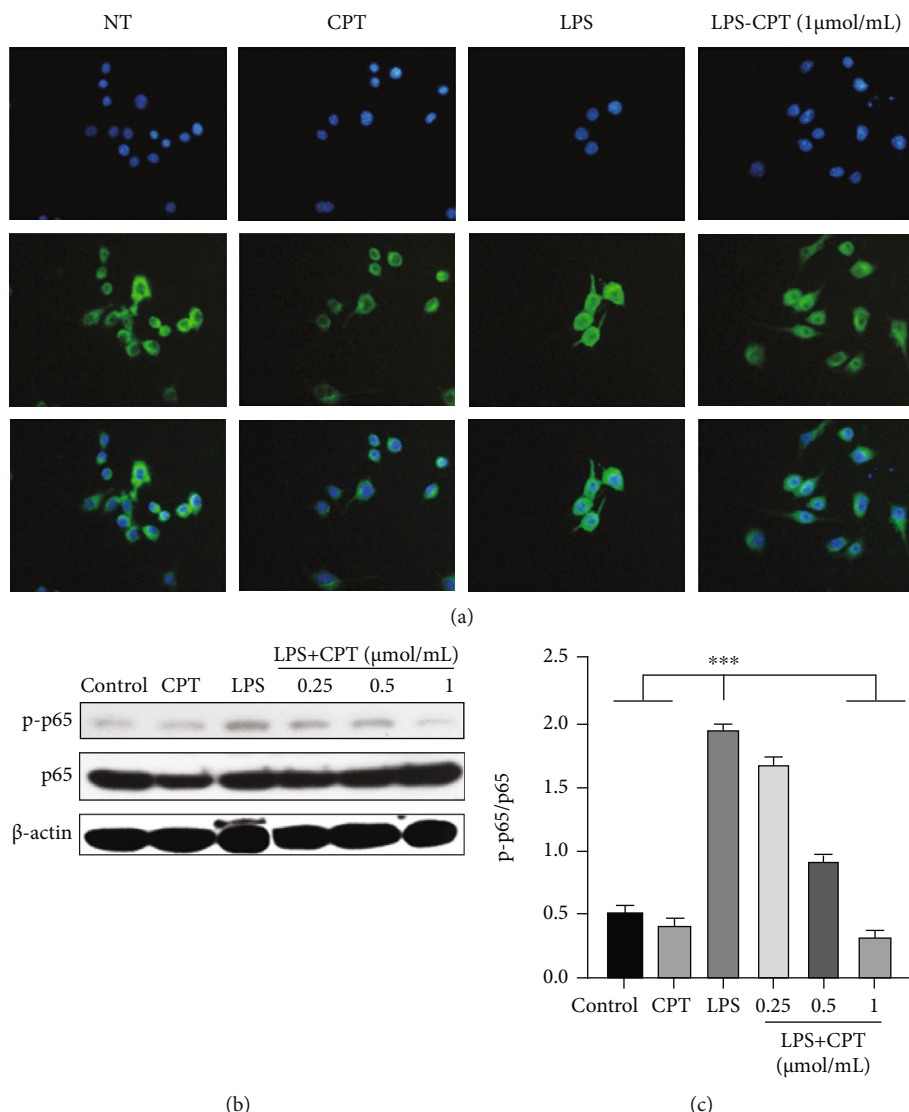 NT CPT LPS LPS-CPT (1μmol/mL)
(a)
LPS+CPT (μmol/mL)
Control CPT LPS 0.25 0.5 1
p-p65
p65
β-actin
(b)
2.5
2.0
1.5
1.0
0.5
0.0
p-p65/p65
***
Control CPT LPS 0.25 0.5 1
LPS+CPT
(μmol/mL)
(c)